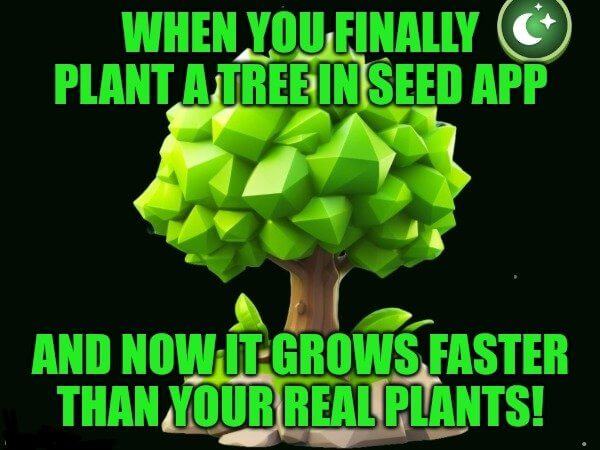 WHEN YOU FINALLY
PLANT A TREE IN SEED APP
AND NOW IT GROWS FASTER
THAN YOUR REAL PLANTS!